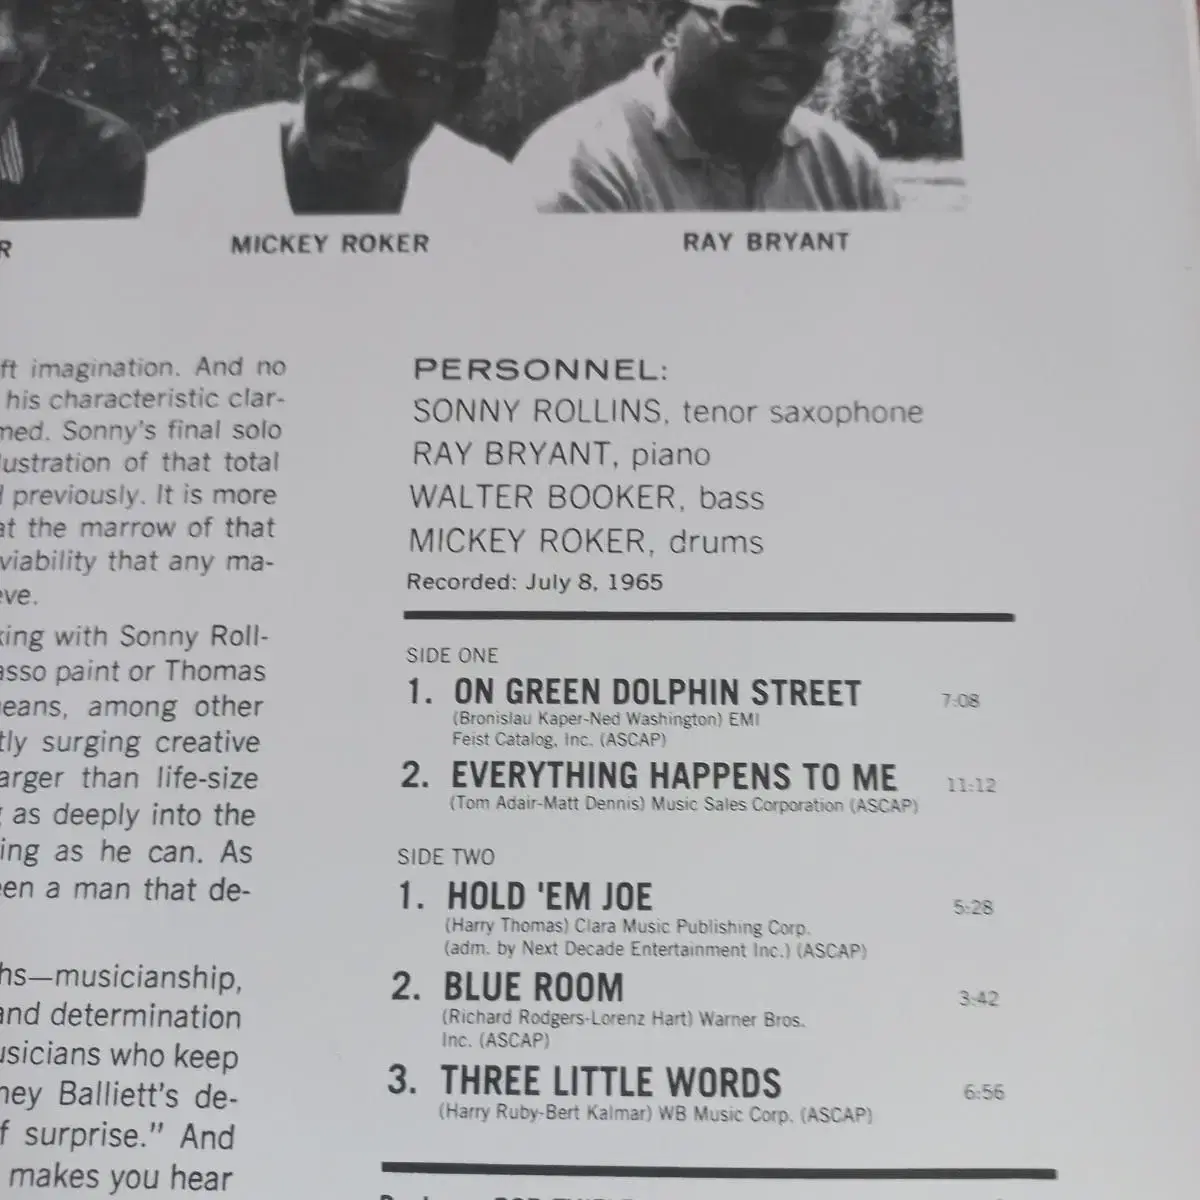 R
MICKEY ROKER
RAY BRYANT
ft imagination. And no
his characteristic clar-
med. Sonny's final solo
lustration of that total
previously. It is more
at the marrow of that
viability that any ma-
eve.
king with Sonny Roll-
asso paint or Thomas
eans, among other
tly surging creative
arger than life-size
as deeply into the
ing as he can. As
en a man that de-
hs—musicianship,
and determination
usicians who keep
ney Balliett's de-
f surprise." And
makes you hear
PERSONNEL:
SONNY ROLLINS, tenor saxophone
RAY BRYANT, piano
WALTER BOOKER, bass
MICKEY ROKER, drums
Recorded: July 8, 1965
SIDE ONE
1. ON GREEN DOLPHIN STREET 7:08
(Bronislau Kaper-Ned Washington) EMI
Feist Catalog, Inc. (ASCAP)
2. EVERYTHING HAPPENS TO ME 11:12
(Tom Adair-Matt Dennis) Music Sales Corporation (ASCAP)
SIDE TWO
1. HOLD 'EM JOE 5:28
(Harry Thomas) Clara Music Publishing Corp.
(adm. by Next Decade Entertainment Inc.) (ASCAP)
2. BLUE ROOM 3:42
(Richard Rodgers-Lorenz Hart) Warner Bros.
Inc. (ASCAP)
3. THREE LITTLE WORDS 6:56
(Harry Ruby-Bert Kalmar) WB Music Corp. (ASCAP)